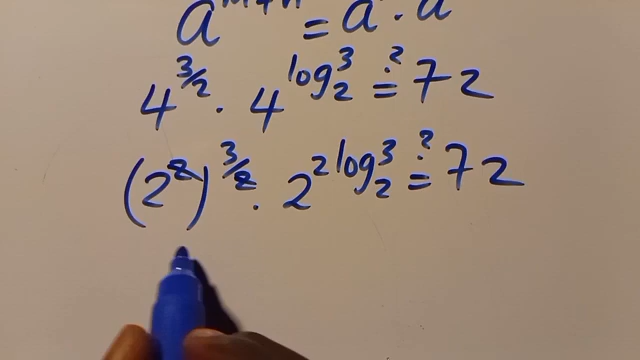 a^{m+n} = a · a
4^{3/2} · 4^{log_2 3} ≟ 72
(2^2)^{3/2} · 2^{2 log_2 3} ≟ 72